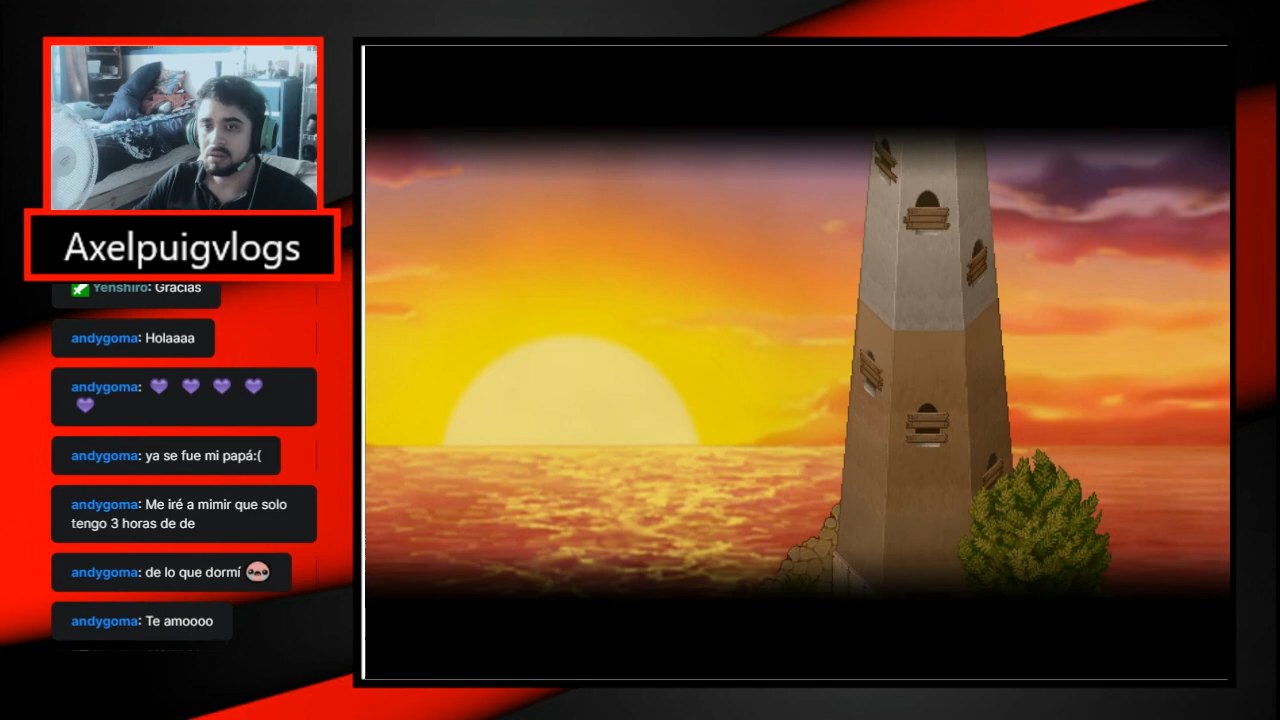 Axelpuigvlogs
Yenshiro: Gracias
andygoma: Holaaaa
andygoma:
andygoma: ya se fue mi papá:(
andygoma: Me iré a mimir que solo
tengo 3 horas de de
andygoma: de lo que dormí
andygoma: Te amoooo